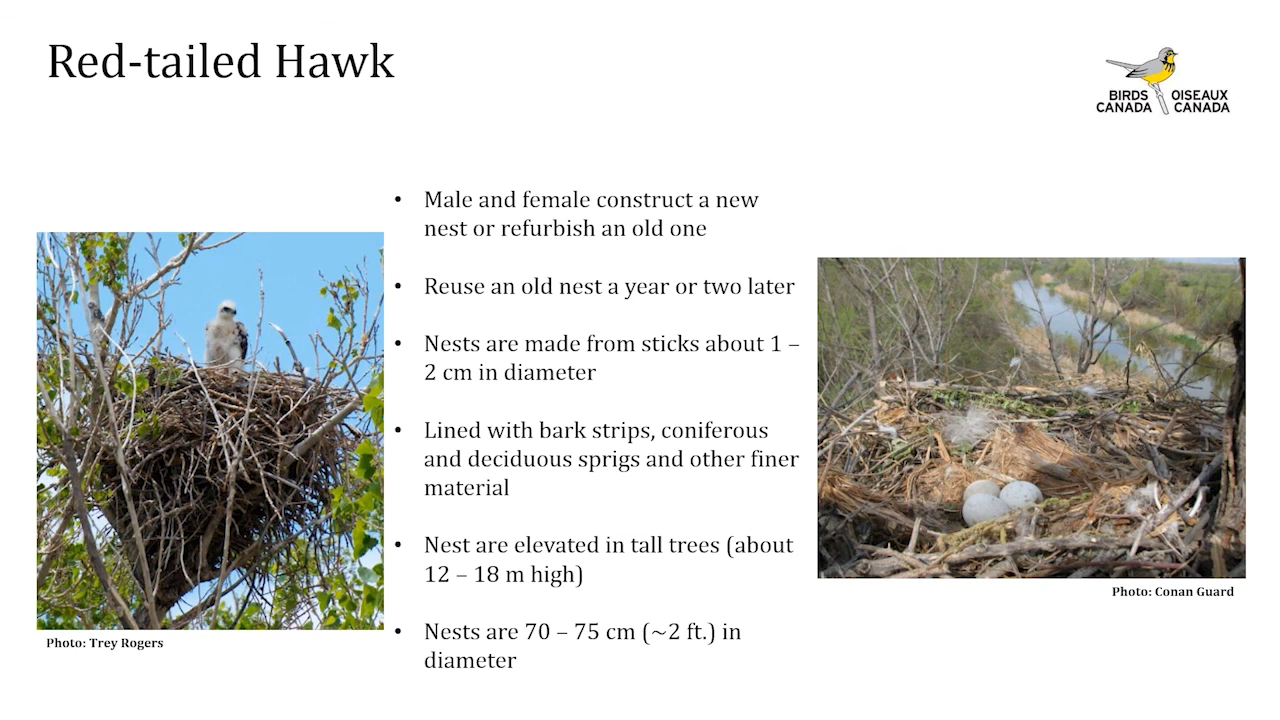 Red-tailed Hawk
BIRDS CANADA
OISEAUX CANADA
• Male and female construct a new
nest or refurbish an old one
• Reuse an old nest a year or two later
• Nests are made from sticks about 1 –
2 cm in diameter
• Lined with bark strips, coniferous
and deciduous sprigs and other finer
material
• Nest are elevated in tall trees (about
12 – 18 m high)
• Nests are 70 – 75 cm (~2 ft.) in
diameter
Photo: Trey Rogers
Photo: Conan Guard